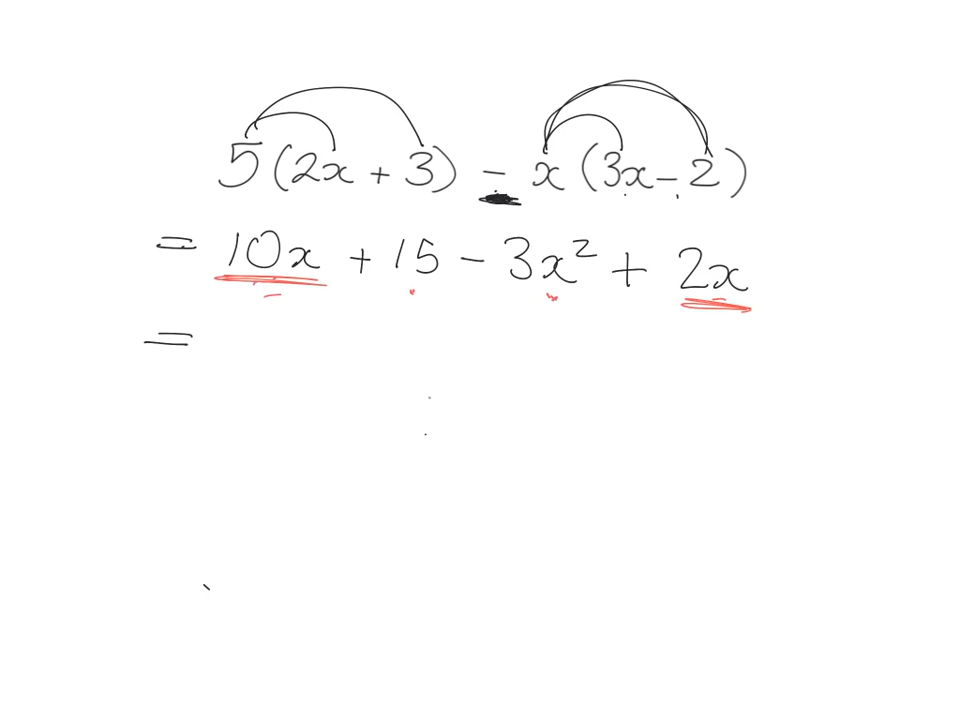 5(2x + 3) - x(3x - 2)
= 10x + 15 - 3x² + 2x
=